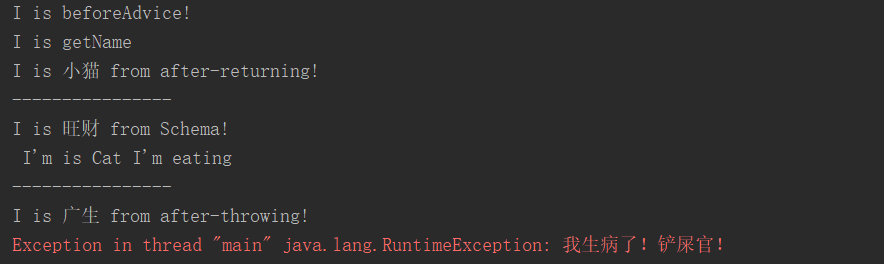 I is beforeAdvice!
I is getName
I is 小猫 from after-returning!
----------------
I is 旺财 from Schema!
 I'm is Cat I'm eating
----------------
I is 广生 from after-throwing!
Exception in thread "main" java.lang.RuntimeException: 我生病了！铲屎官！